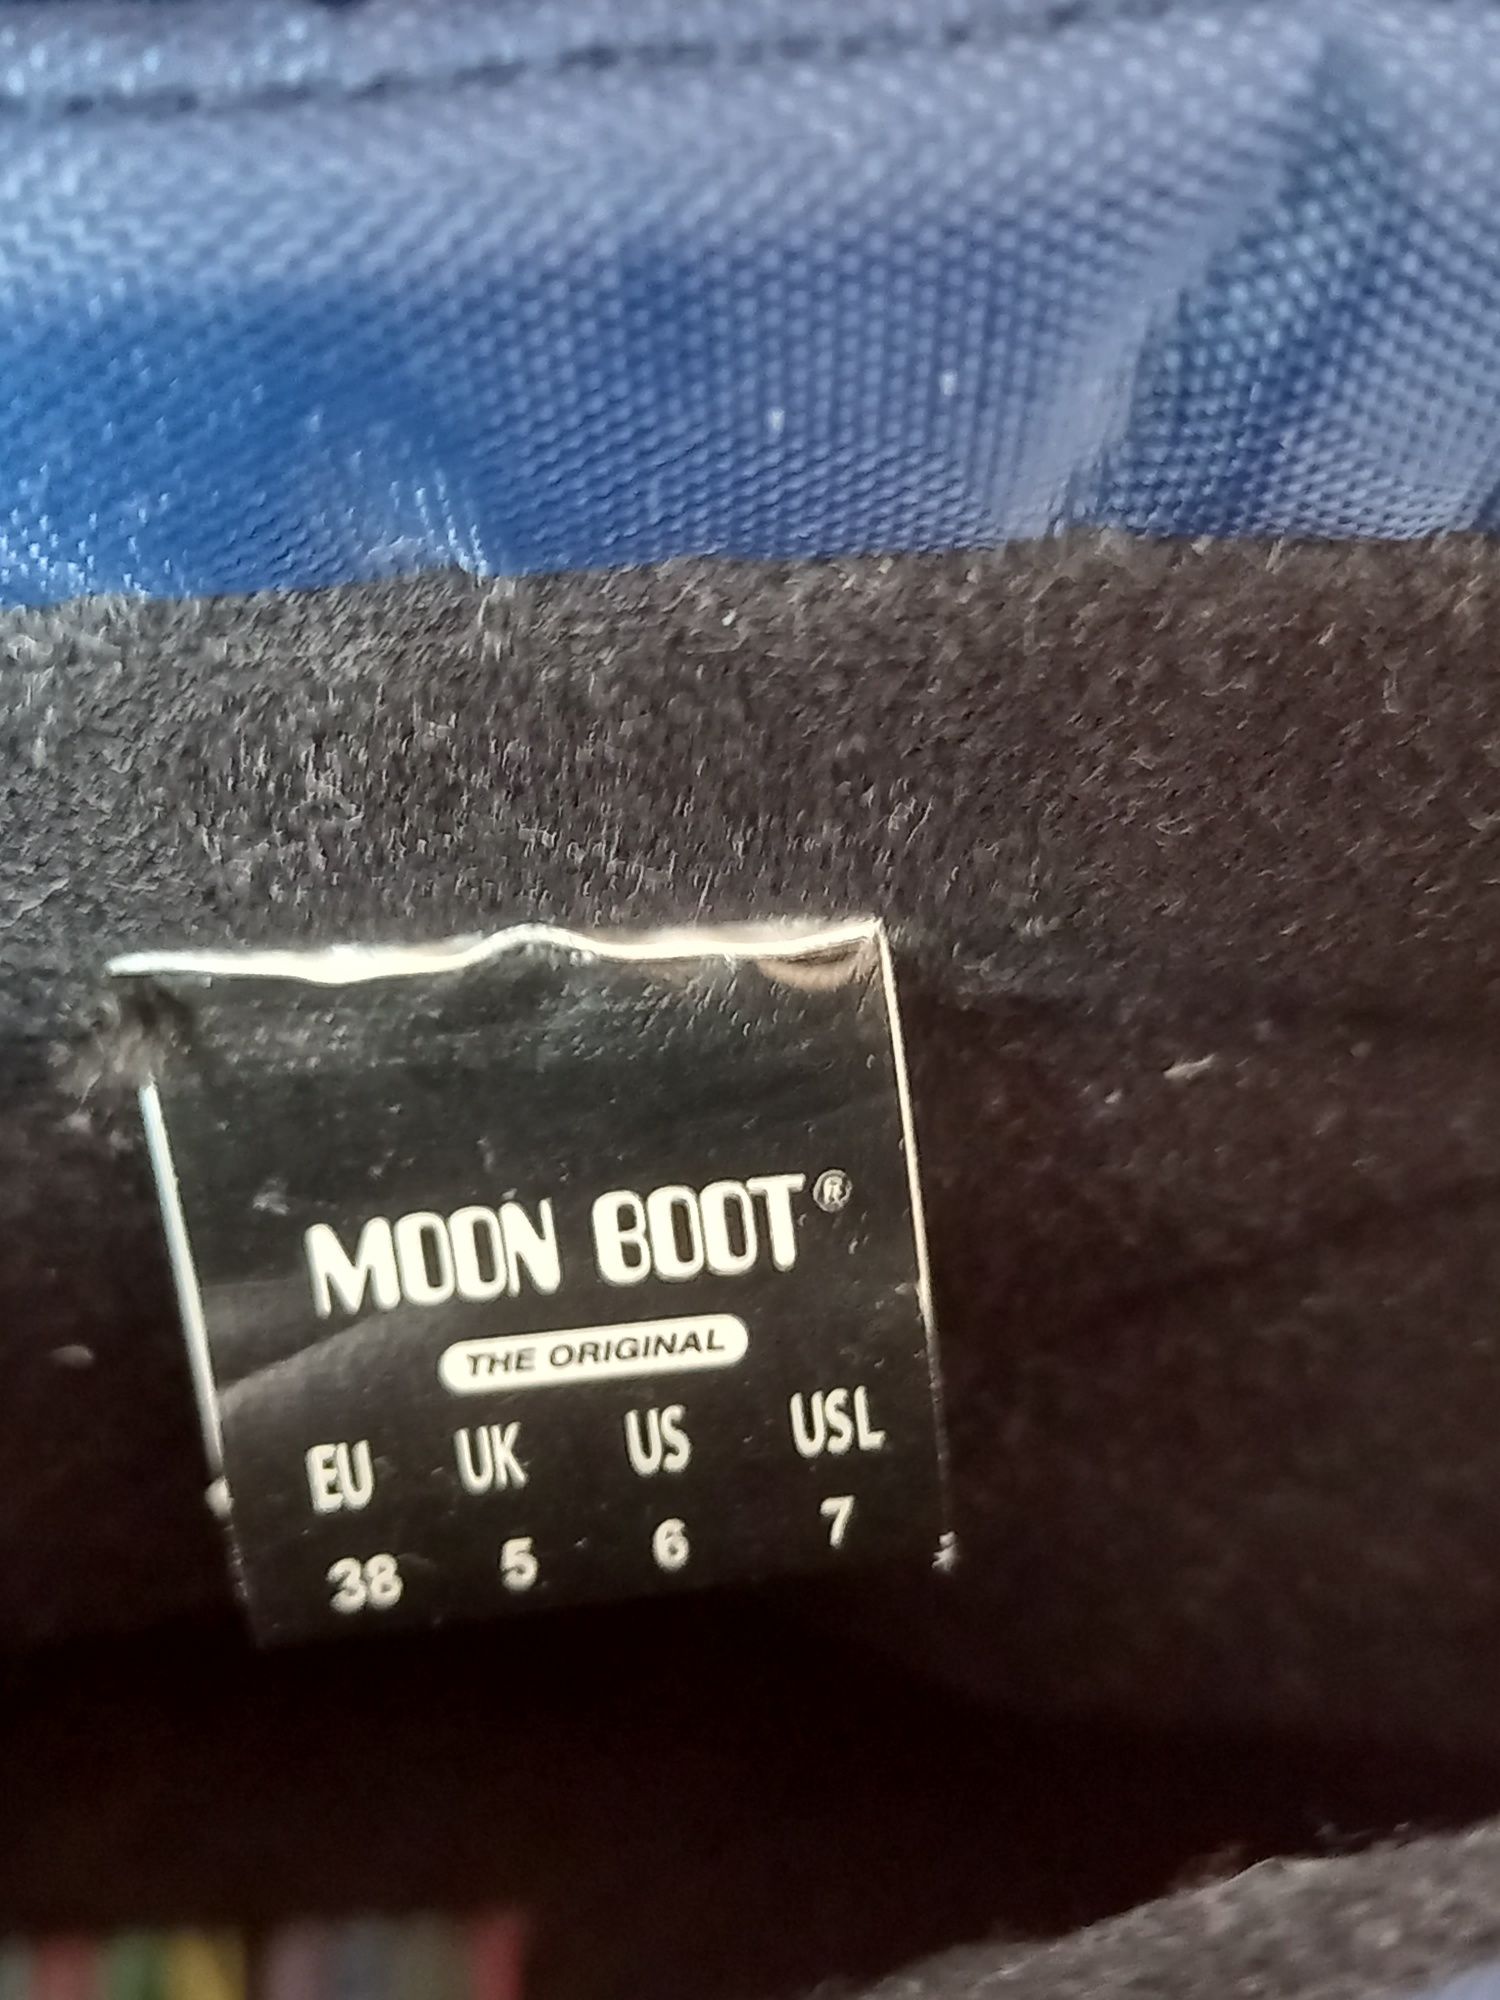 MOON BOOT®
THE ORIGINAL
EU UK US USL
38 5 6 7